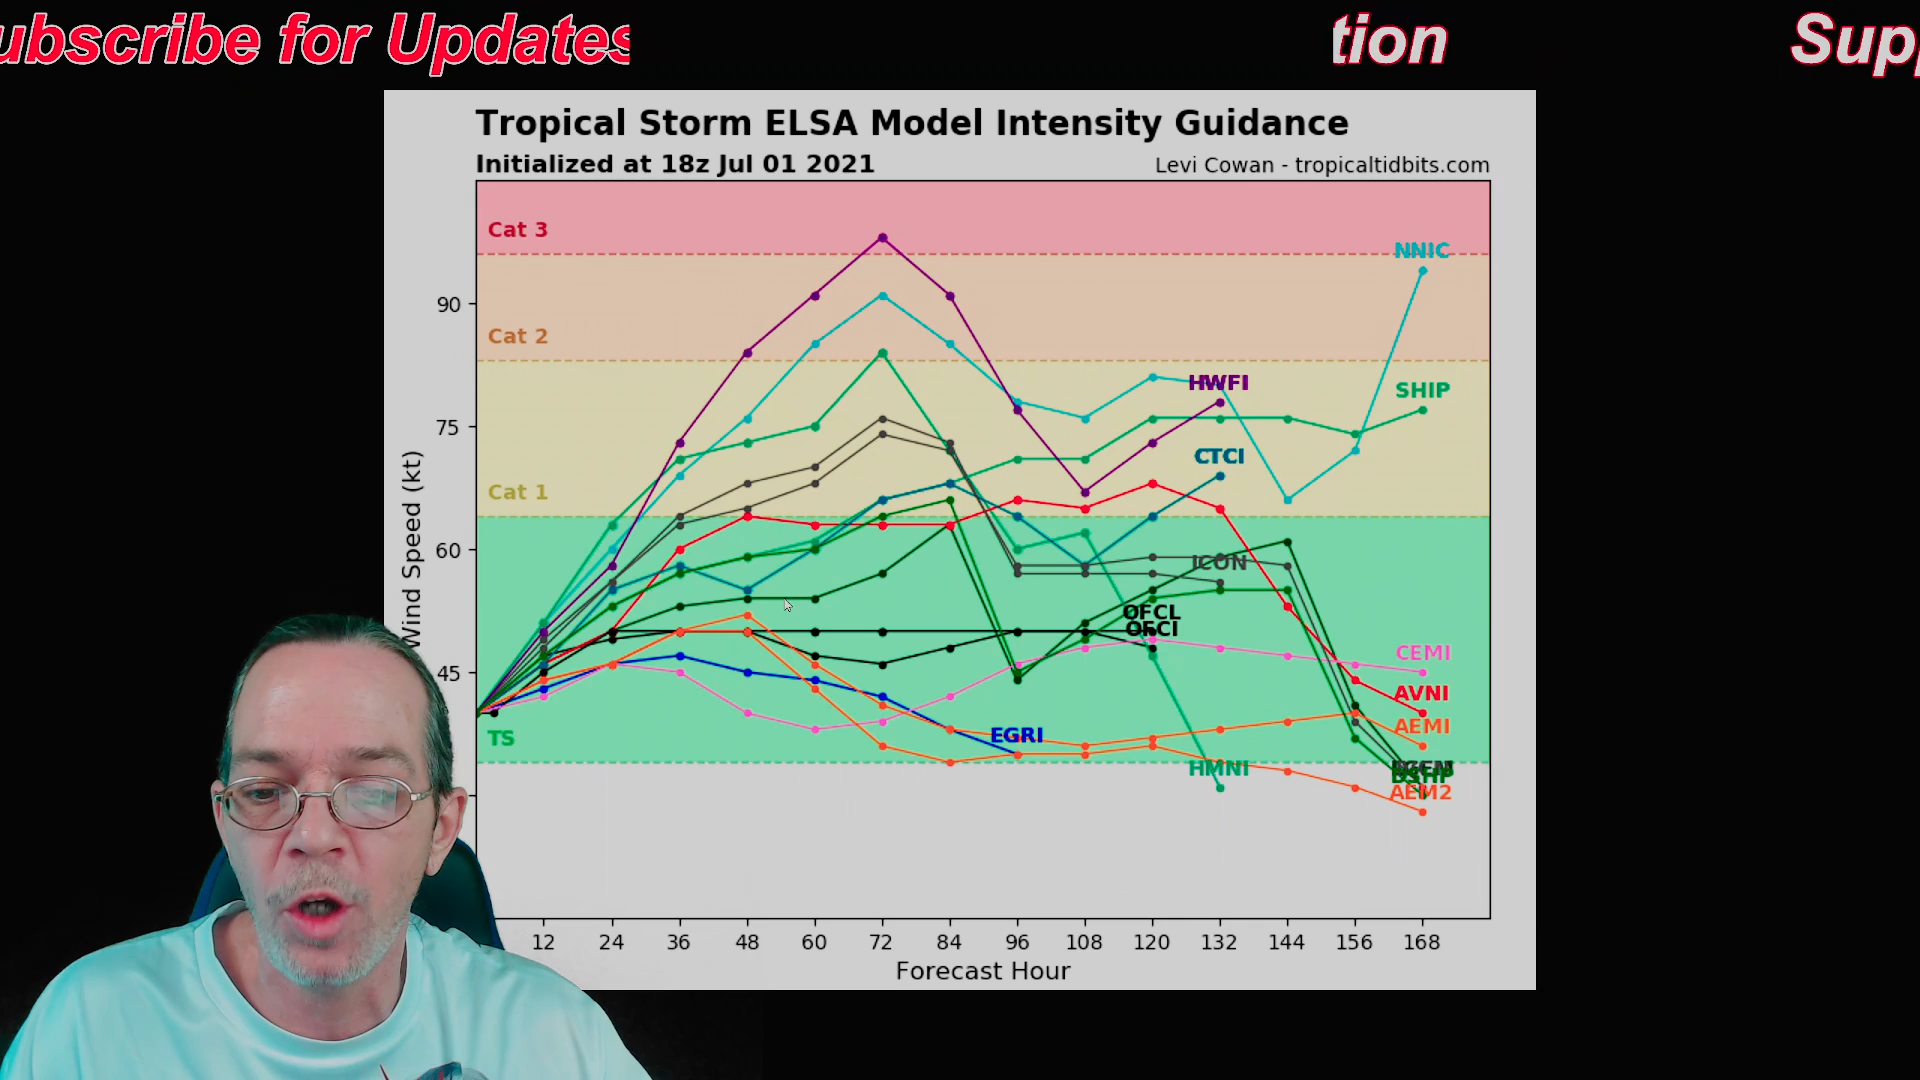 ubscribe for Updates
tion
Supp
Tropical Storm ELSA Model Intensity Guidance
Initialized at 18z Jul 01 2021
Levi Cowan - tropicaltidbits.com
Cat 3
NNIC
90
Cat 2
HWFI
SHIP
75
CTCI
Cat 1
Wind Speed (kt)
60
ICON
OFCL
OFCI
CEMI
45
AVNI
AEMI
EGRI
TS
HMNI
DSHP
AEM2
12 24 36 48 60 72 84 96 108 120 132 144 156 168
Forecast Hour